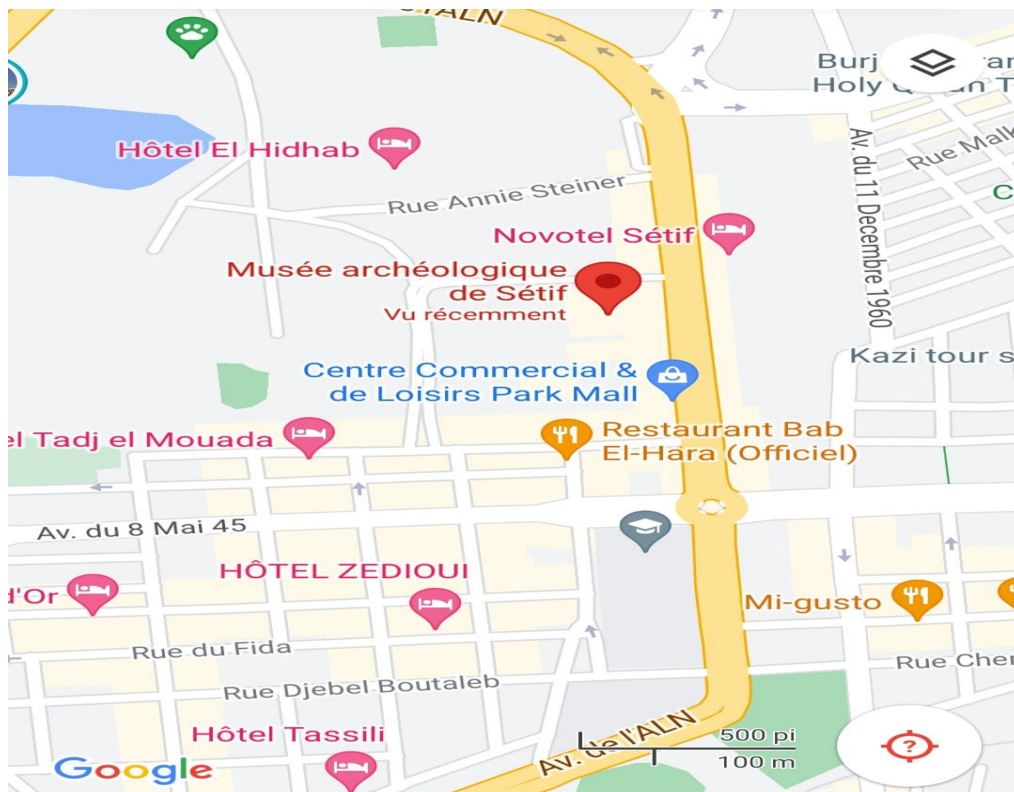 l'ALN
Burj
Holy
Hôtel El Hidhab
Av. du 11 Decembre 1960
Rue Malk
Rue Annie Steiner
C
Novotel Sétif
Musée archéologique
de Sétif
Vu récemment
Kazi tour s
Centre Commercial &
de Loisirs Park Mall
el Tadj el Mouada
Restaurant Bab
El-Hara (Officiel)
Av. du 8 Mai 45
HÔTEL ZEDIOUI
d'Or
Mi-gusto
Rue du Fida
Rue Cher
Rue Djebel Boutaleb
Hôtel Tassili
Av. de l'ALN
500 pi
100 m
Google
?